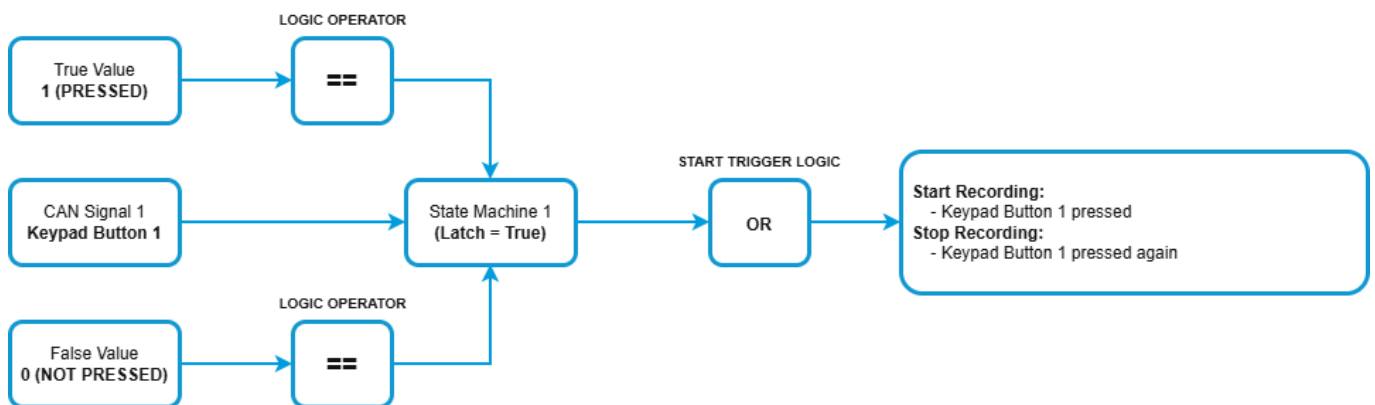 LOGIC OPERATOR
True Value
1 (PRESSED)
==
CAN Signal 1
Keypad Button 1
State Machine 1
(Latch = True)
START TRIGGER LOGIC
OR
Start Recording:
- Keypad Button 1 pressed
Stop Recording:
- Keypad Button 1 pressed again
LOGIC OPERATOR
False Value
0 (NOT PRESSED)
==